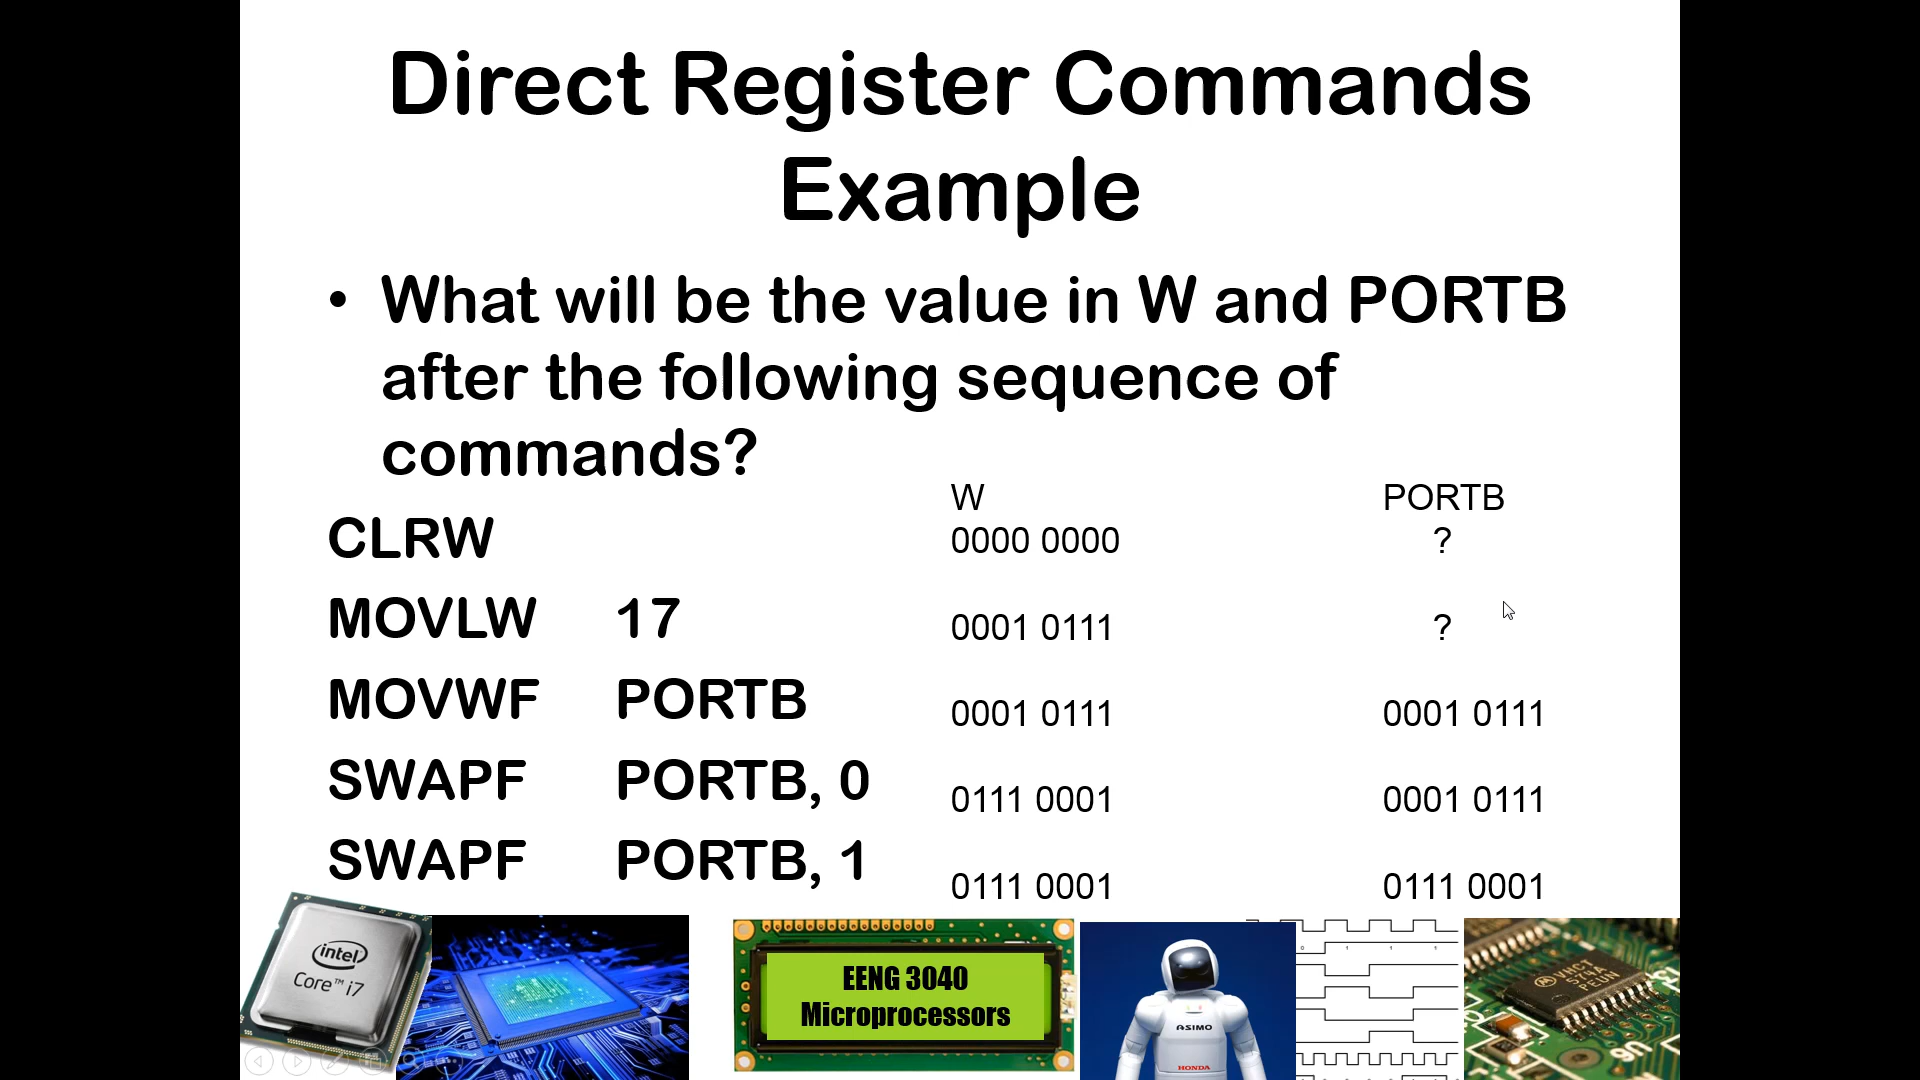 Direct Register Commands
Example
• What will be the value in W and PORTB
after the following sequence of
commands?
W PORTB
CLRW 0000 0000 ?
MOVLW 17 0001 0111 ?
MOVWF PORTB 0001 0111 0001 0111
SWAPF PORTB, 0 0111 0001 0001 0111
SWAPF PORTB, 1 0111 0001 0111 0001
intel
Core™ i7
EENG 3040
Microprocessors
ASIMO
HONDA